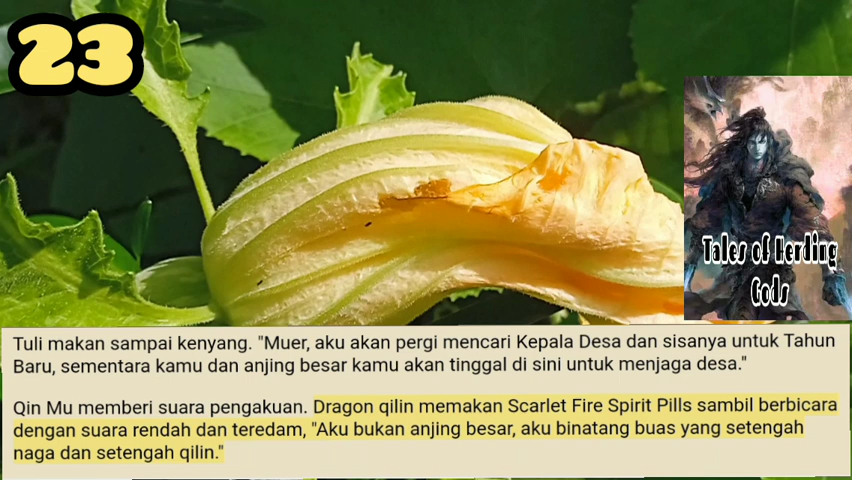 23
Tales of Herding
Gods
Tuli makan sampai kenyang. "Muer, aku akan pergi mencari Kepala Desa dan sisanya untuk Tahun
Baru, sementara kamu dan anjing besar kamu akan tinggal di sini untuk menjaga desa."
Qin Mu memberi suara pengakuan. Dragon qilin memakan Scarlet Fire Spirit Pills sambil berbicara
dengan suara rendah dan teredam, "Aku bukan anjing besar, aku binatang buas yang setengah
naga dan setengah qilin."